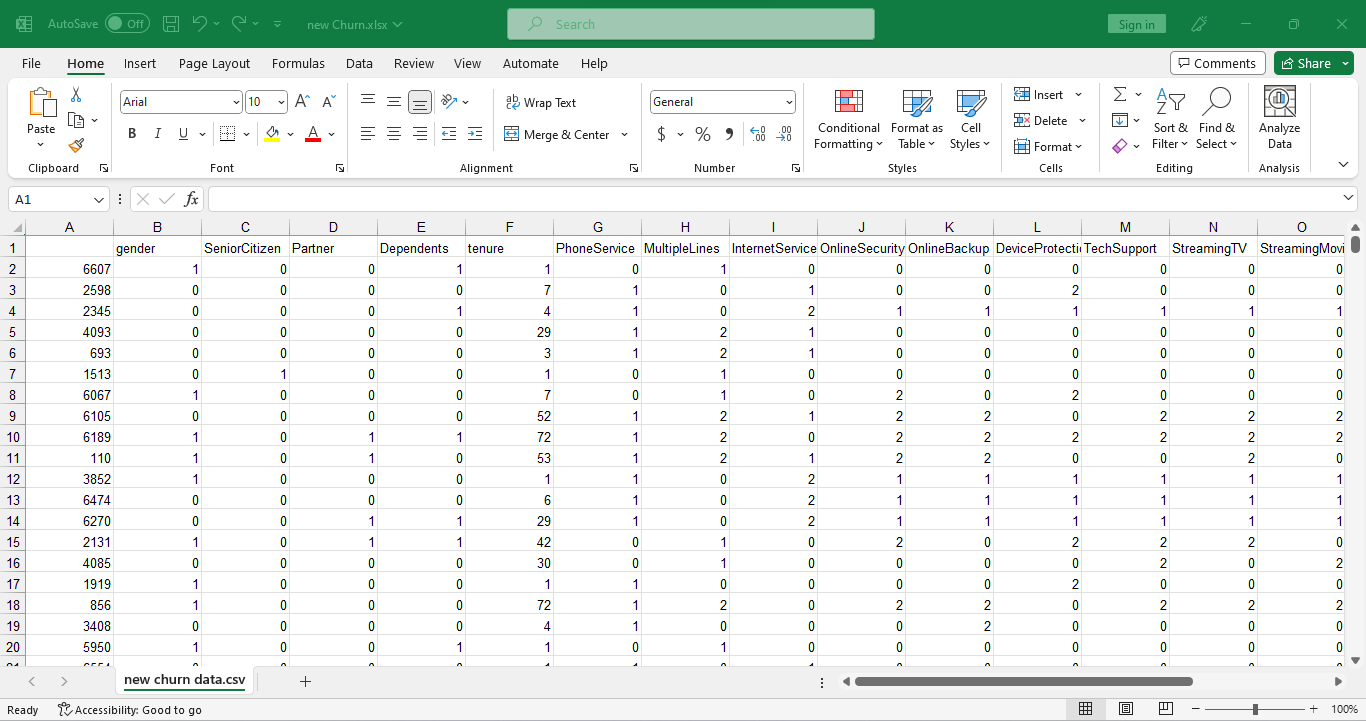 AutoSave Off new Churn.xlsx Search Sign in
File Home Insert Page Layout Formulas Data Review View Automate Help Comments Share
Paste
Clipboard
Arial 10
B I U A
Font
Wrap Text
Merge & Center
Alignment
General
$ % 9
Number
Conditional Formatting
Format as Table
Cell Styles
Styles
Insert
Delete
Format
Cells
Sort & Filter
Find & Select
Editing
Analyze Data
Analysis
A1 fx
A B C D E F G H I J K L M N O
1 gender SeniorCitizen Partner Dependents tenure PhoneService MultipleLines InternetService OnlineSecurity OnlineBackup DeviceProtecti TechSupport StreamingTV StreamingMovi
2 6607 1 0 0 1 1 0 1 0 0 0 0 0 0 0
3 2598 0 0 0 0 7 1 0 1 0 0 2 0 0 0
4 2345 0 0 0 1 4 1 0 2 1 1 1 1 1 1
5 4093 0 0 0 0 29 1 2 1 0 0 0 0 0 0
6 693 0 0 0 0 3 1 2 1 0 0 0 0 0 0
7 1513 0 1 0 0 1 0 1 0 0 0 0 0 0 0
8 6067 1 0 0 0 7 0 1 0 2 0 2 0 0 0
9 6105 0 0 0 0 52 1 2 1 2 2 0 2 2 2
10 6189 1 0 1 1 72 1 2 0 2 2 2 2 2 2
11 110 1 0 1 0 53 1 2 1 2 2 0 0 2 0
12 3852 1 0 0 0 1 1 0 2 1 1 1 1 1 1
13 6474 0 0 0 0 6 1 0 2 1 1 1 1 1 1
14 6270 0 0 1 1 29 1 0 2 1 1 1 1 1 1
15 2131 1 0 1 1 42 0 1 0 2 0 2 2 2 0
16 4085 0 0 0 0 30 0 1 0 0 0 0 2 0 2
17 1919 1 0 0 0 1 1 0 0 0 0 2 0 0 0
18 856 1 0 0 0 72 1 2 0 2 2 0 2 2 2
19 3408 0 0 0 0 4 1 0 0 0 2 0 0 0 0
20 5950 1 0 0 1 1 0 1 0 0 0 0 0 0 0
new churn data.csv
Ready Accessibility: Good to go 100%